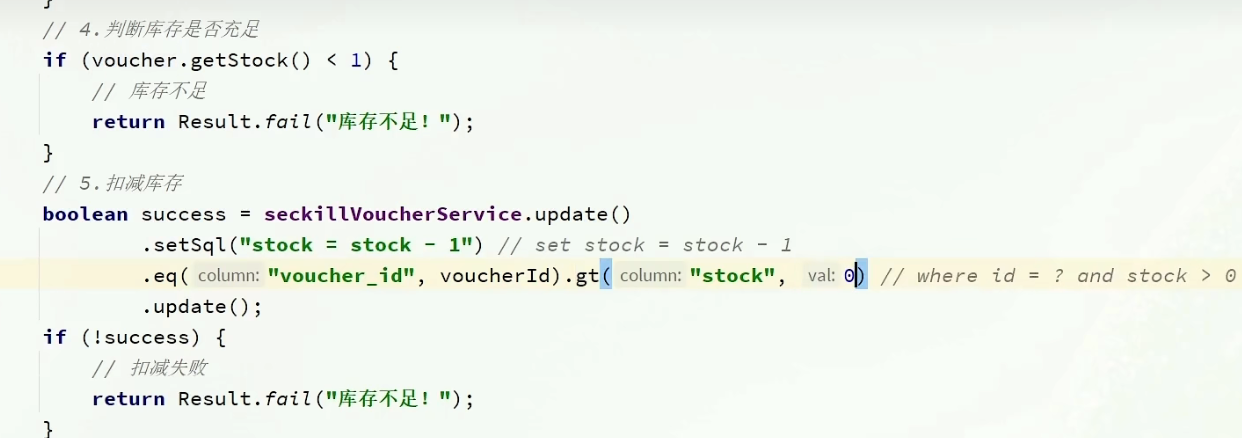 }
// 4.判断库存是否充足
if (voucher.getStock() < 1) {
// 库存不足
return Result.fail("库存不足！");
}
// 5.扣减库存
boolean success = seckillVoucherService.update()
.setSql("stock = stock - 1") // set stock = stock - 1
.eq( column: "voucher_id", voucherId).gt( column: "stock", val: 0) // where id = ? and stock > 0
.update();
if (!success) {
// 扣减失败
return Result.fail("库存不足！");
}